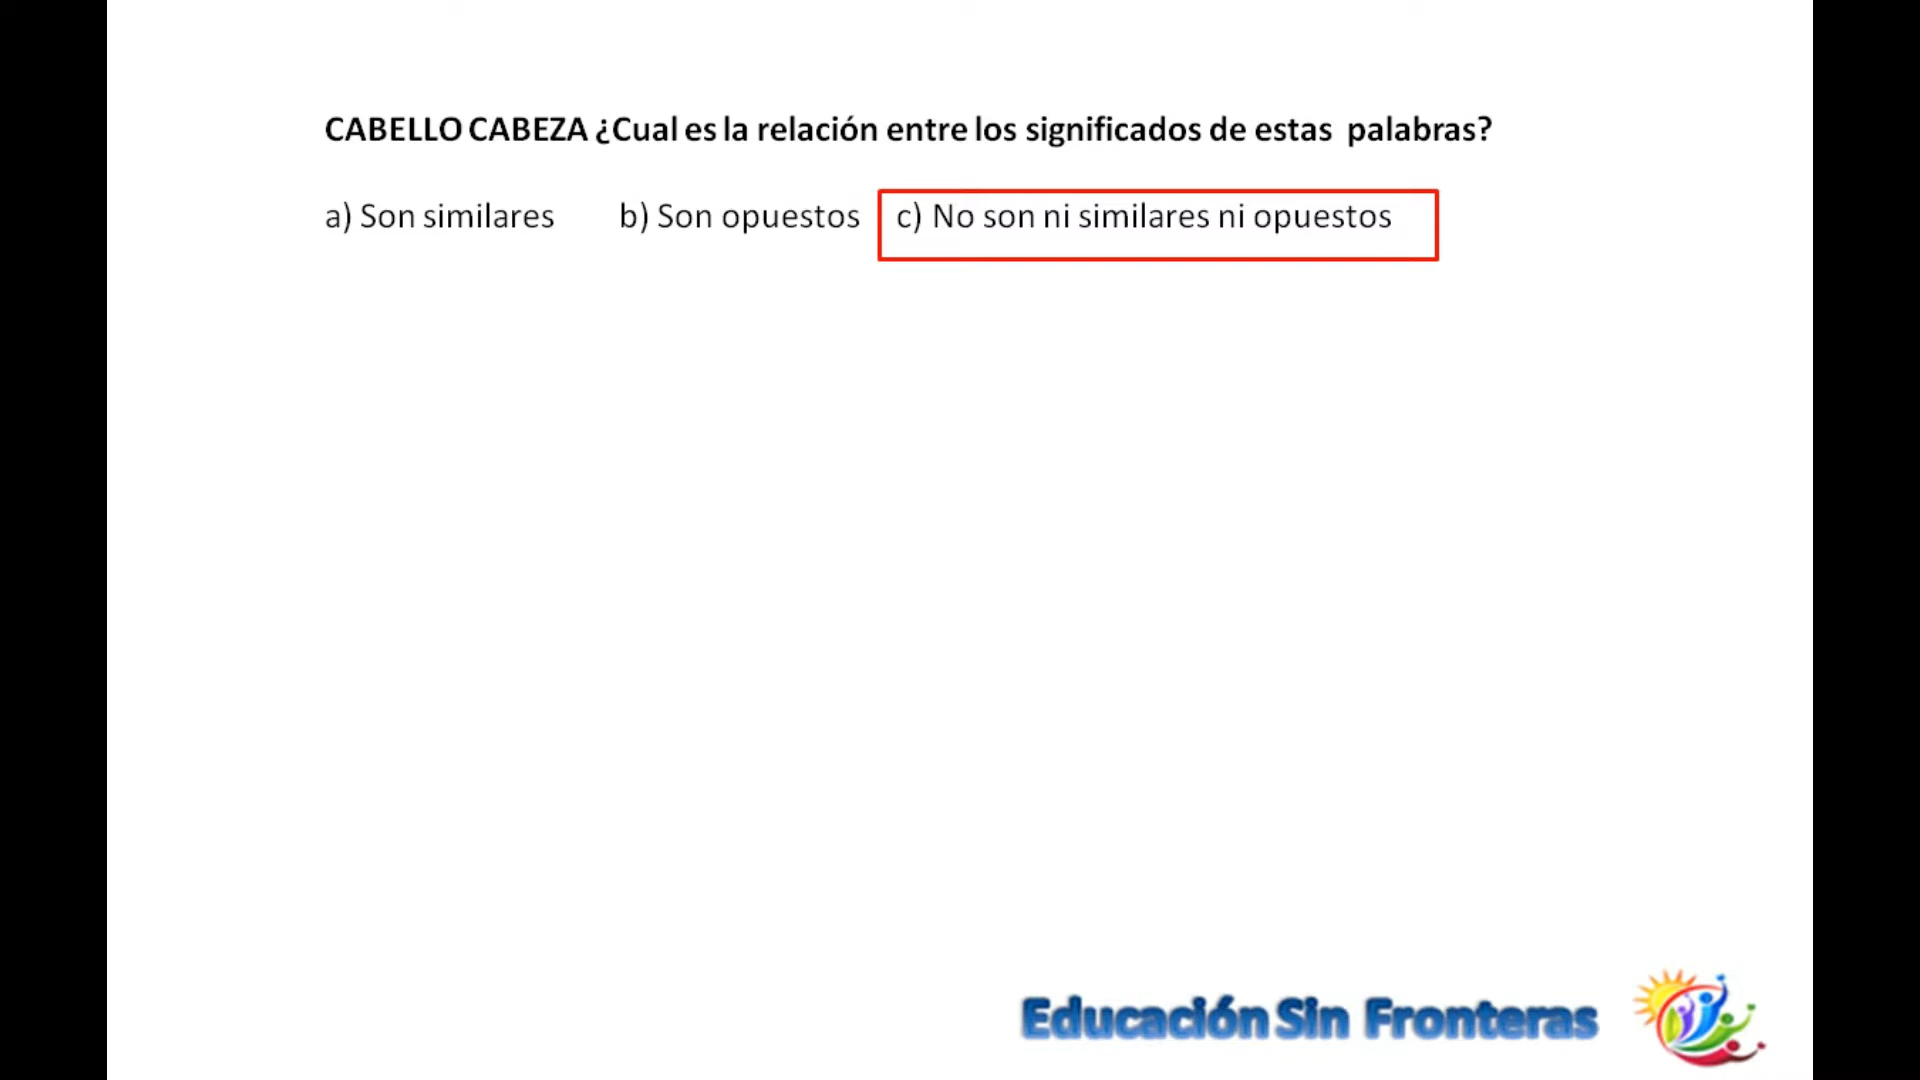 CABELLO CABEZA ¿Cual es la relación entre los significados de estas palabras?
a) Son similares b) Son opuestos c) No son ni similares ni opuestos
Educación Sin Fronteras